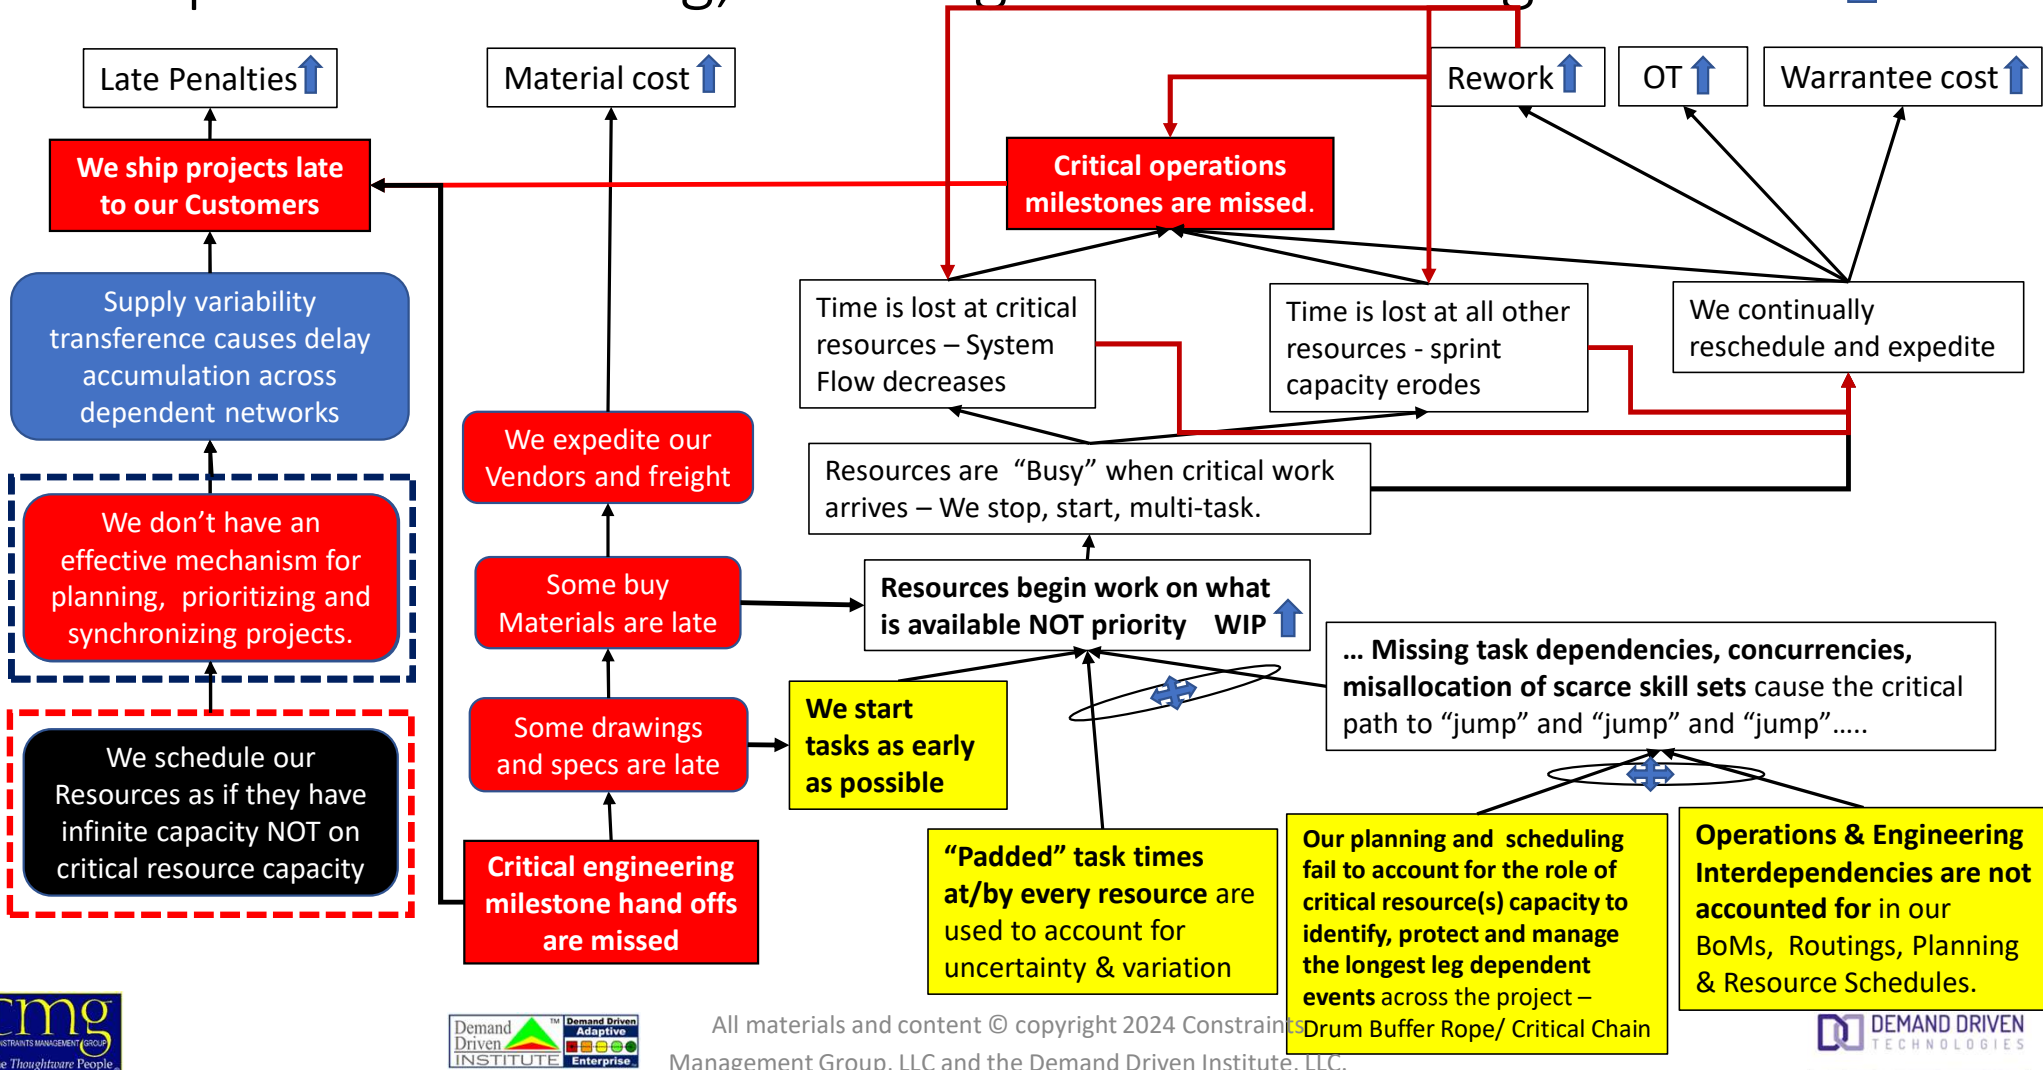 Late Penalties
Material cost
Rework
OT
Warrantee cost
We ship projects late
to our Customers
Critical operations
milestones are missed.
Supply variability
transference causes delay
accumulation across
dependent networks
Time is lost at critical
resources – System
Flow decreases
Time is lost at all other
resources - sprint
capacity erodes
We continually
reschedule and expedite
We expedite our
Vendors and freight
Resources are “Busy” when critical work
arrives – We stop, start, multi-task.
We don’t have an
effective mechanism for
planning, prioritizing and
synchronizing projects.
Some buy
Materials are late
Resources begin work on what
is available NOT priority WIP
... Missing task dependencies, concurrencies,
misallocation of scarce skill sets cause the critical
path to “jump” and “jump” and “jump”.....
We schedule our
Resources as if they have
infinite capacity NOT on
critical resource capacity
Some drawings
and specs are late
We start
tasks as early
as possible
Critical engineering
milestone hand offs
are missed
“Padded” task times
at/by every resource are
used to account for
uncertainty & variation
Our planning and scheduling
fail to account for the role of
critical resource(s) capacity to
identify, protect and manage
the longest leg dependent
events across the project –
Drum Buffer Rope/ Critical Chain
Operations & Engineering
Interdependencies are not
accounted for in our
BoMs, Routings, Planning
& Resource Schedules.
cmg
CONSTRAINTS MANAGEMENT GROUP
The Thoughtware People
Demand
Driven
INSTITUTE
TM
Demand Driven
Adaptive
Enterprise
All materials and content © copyright 2024 Constraints
Management Group, LLC and the Demand Driven Institute, LLC.
DEMAND DRIVEN
TECHNOLOGIES